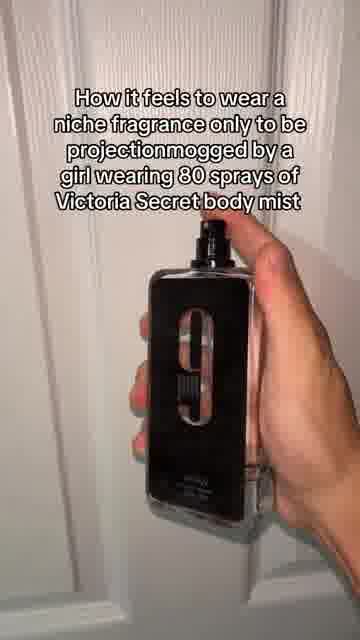 How it feels to wear a
niche fragrance only to be
projectionmogged by a
girl wearing 80 sprays of
Victoria Secret body mist
9